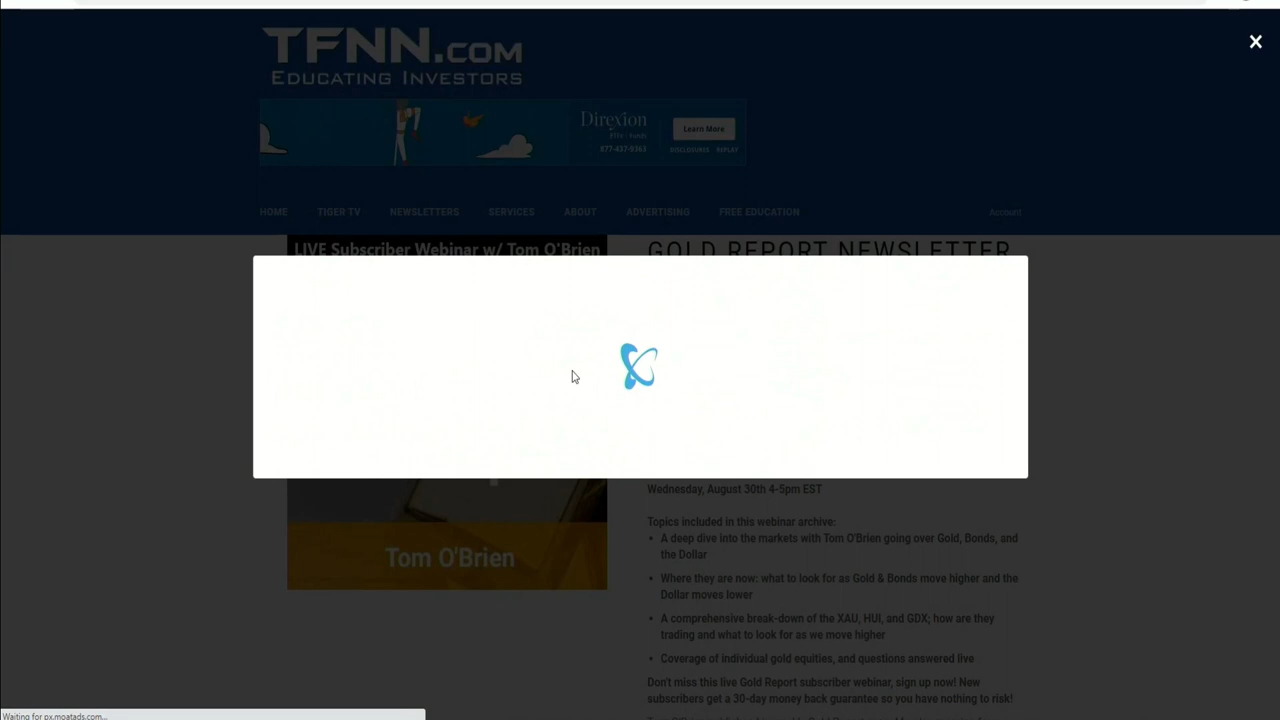 TFNN.COM
EDUCATING INVESTORS
Direxion
Learn More
877-437-9363
DISCLOSURES REPLAY
HOME TIGER TV NEWSLETTERS SERVICES ABOUT ADVERTISING FREE EDUCATION Account
LIVE Subscriber Webinar w/ Tom O'Brien
GOLD REPORT NEWSLETTER
Wednesday, August 30th 4-5pm EST
Topics included in this webinar archive:
• A deep dive into the markets with Tom O'Brien going over Gold, Bonds, and
the Dollar
• Where they are now: what to look for as Gold & Bonds move higher and the
Dollar moves lower
• A comprehensive break-down of the XAU, HUI, and GDX; how are they
trading and what to look for as we move higher
• Coverage of individual gold equities, and questions answered live
Don't miss this live Gold Report subscriber webinar, sign up now! New
subscribers get a 30-day money back guarantee so you have nothing to risk!
Tom O'Brien
Waiting for px.moatads.com...